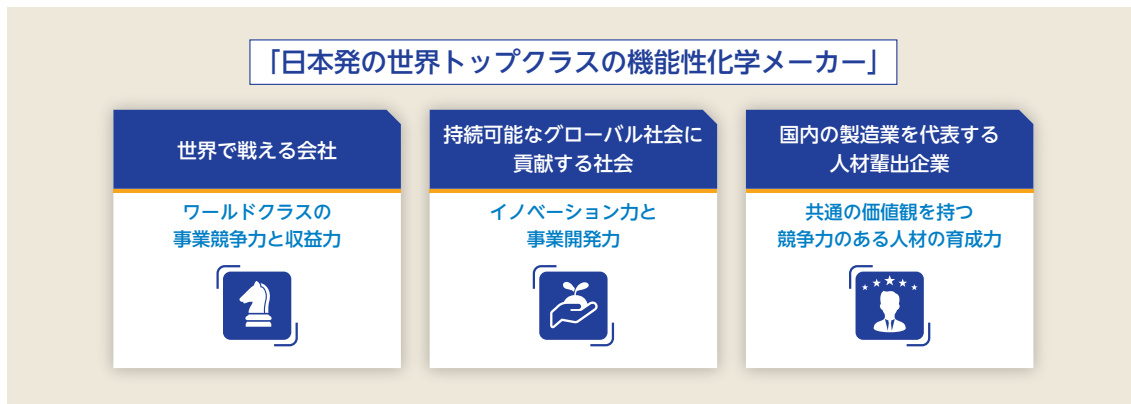 「日本発の世界トップクラスの機能性化学メーカー」
世界で戦える会社
ワールドクラスの
事業競争力と収益力
持続可能なグローバル社会に
貢献する社会
イノベーション力と
事業開発力
国内の製造業を代表する
人材輩出企業
共通の価値観を持つ
競争力のある人材の育成力